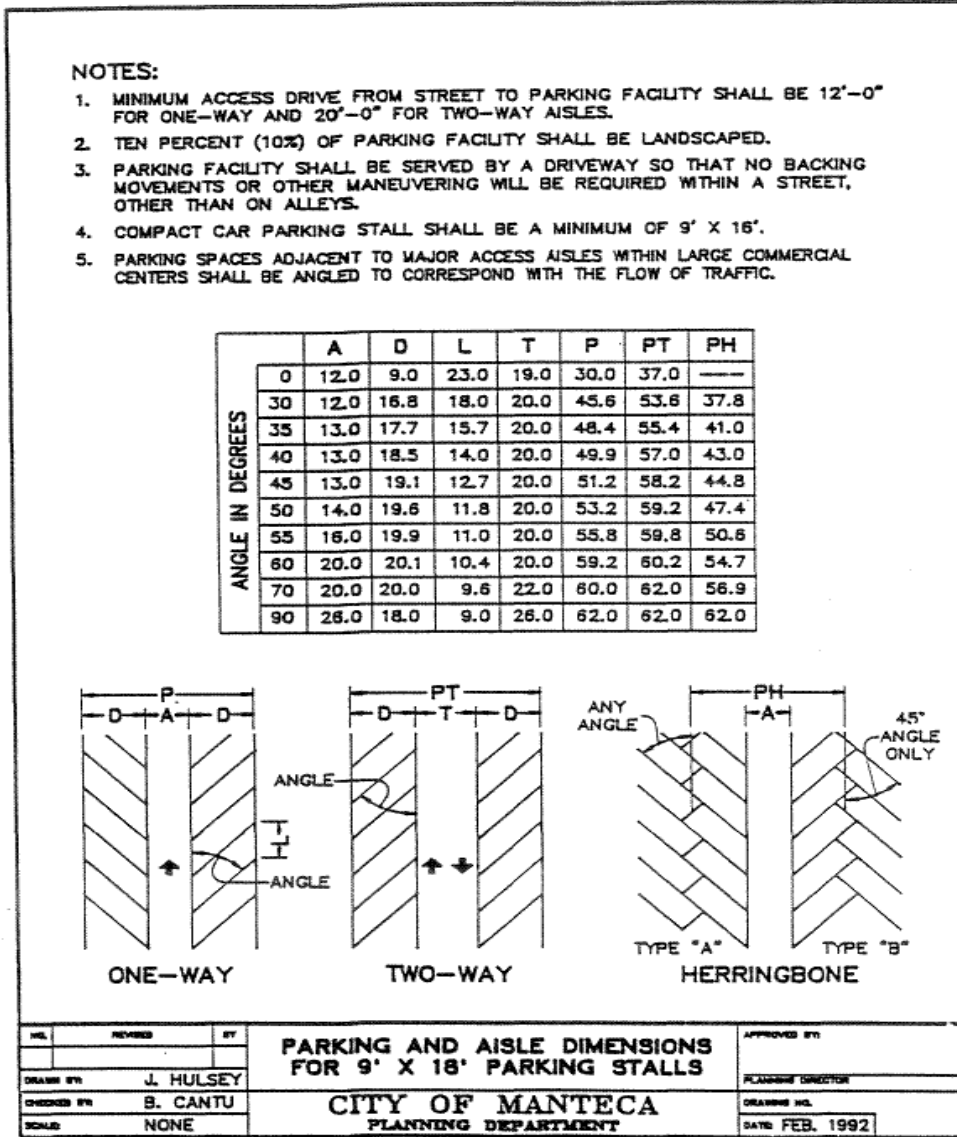 NOTES:
1. MINIMUM ACCESS DRIVE FROM STREET TO PARKING FACILITY SHALL BE 12'-0"
FOR ONE-WAY AND 20'-0" FOR TWO-WAY AISLES.
2. TEN PERCENT (10%) OF PARKING FACILITY SHALL BE LANDSCAPED.
3. PARKING FACILITY SHALL BE SERVED BY A DRIVEWAY SO THAT NO BACKING
MOVEMENTS OR OTHER MANEUVERING WILL BE REQUIRED WITHIN A STREET,
OTHER THAN ON ALLEYS.
4. COMPACT CAR PARKING STALL SHALL BE A MINIMUM OF 9' X 16'.
5. PARKING SPACES ADJACENT TO MAJOR ACCESS AISLES WITHIN LARGE COMMERCIAL
CENTERS SHALL BE ANGLED TO CORRESPOND WITH THE FLOW OF TRAFFIC.
ANGLE IN DEGREES
A D L T P PT PH
0 12.0 9.0 23.0 19.0 30.0 37.0 ----
30 12.0 16.8 18.0 20.0 45.6 53.6 37.8
35 13.0 17.7 15.7 20.0 48.4 55.4 41.0
40 13.0 18.5 14.0 20.0 49.9 57.0 43.0
45 13.0 19.1 12.7 20.0 51.2 58.2 44.8
50 14.0 19.6 11.8 20.0 53.2 59.2 47.4
55 16.0 19.9 11.0 20.0 55.8 59.8 50.6
60 20.0 20.1 10.4 20.0 59.2 60.2 54.7
70 20.0 20.0 9.6 22.0 60.0 62.0 56.9
90 26.0 18.0 9.0 26.0 62.0 62.0 62.0
P
D A D
L
ANGLE
ONE-WAY
PT
D T D
ANGLE
TWO-WAY
PH
A
ANY
ANGLE
45°
ANGLE
ONLY
TYPE "A"
TYPE "B"
HERRINGBONE
NO. REVISED BY
DRAWN BY: J. HULSEY
CHECKED BY: B. CANTU
SCALE: NONE
PARKING AND AISLE DIMENSIONS
FOR 9' X 18' PARKING STALLS
CITY OF MANTECA
PLANNING DEPARTMENT
APPROVED BY:
PLANNING DIRECTOR
DRAWING NO.
DATE: FEB. 1992